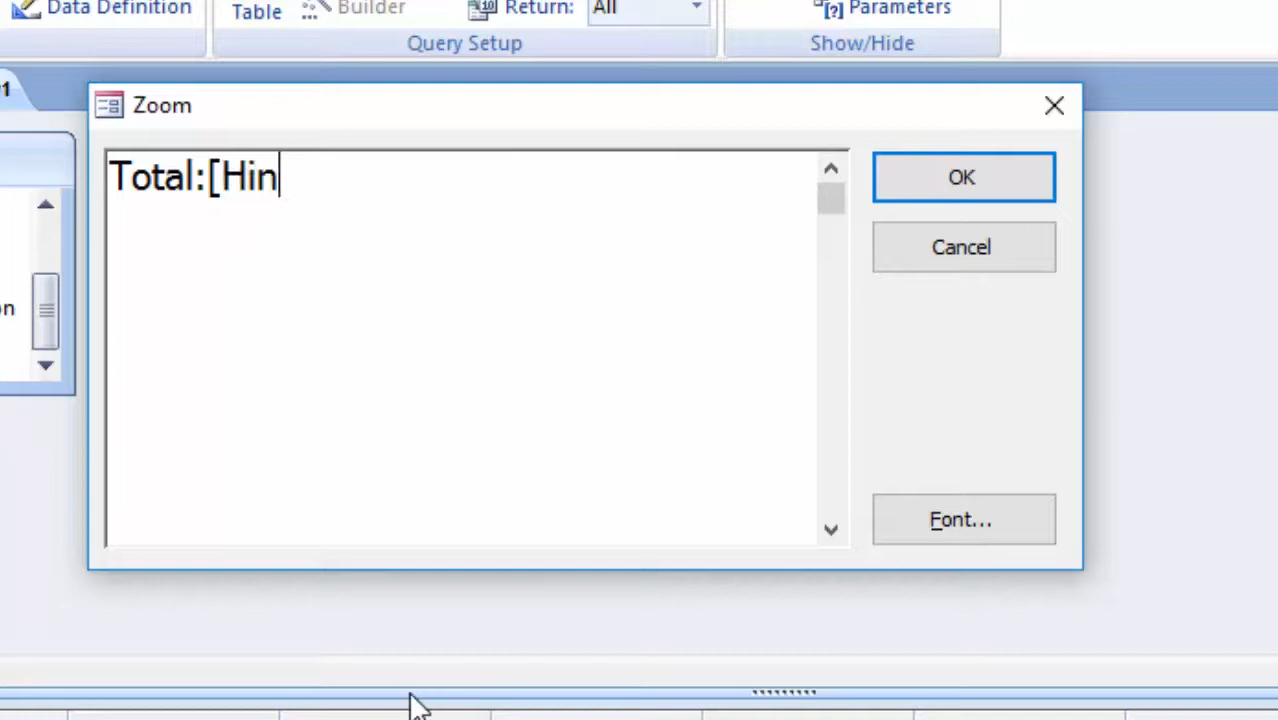 Data Definition
Table
Builder
Return:
All
Parameters
Query Setup
Show/Hide
Zoom
Total:[Hin
OK
Cancel
Font...